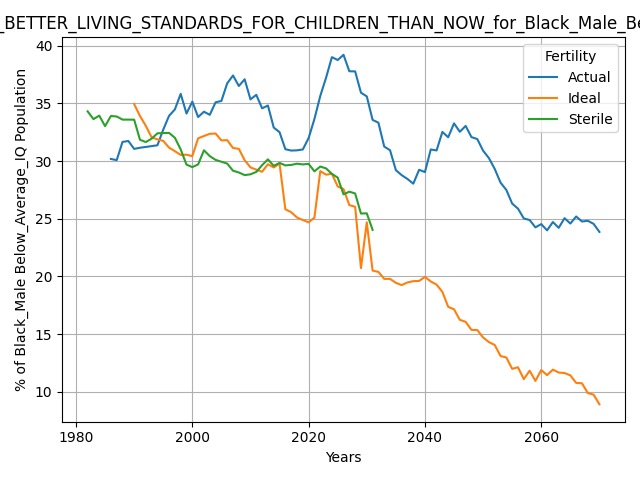 _BETTER_LIVING_STANDARDS_FOR_CHILDREN_THAN_NOW_for_Black_Male_Be
Fertility
Actual
Ideal
Sterile
% of Black_Male Below_Average_IQ Population
40
35
30
25
20
15
10
1980
2000
2020
2040
2060
Years